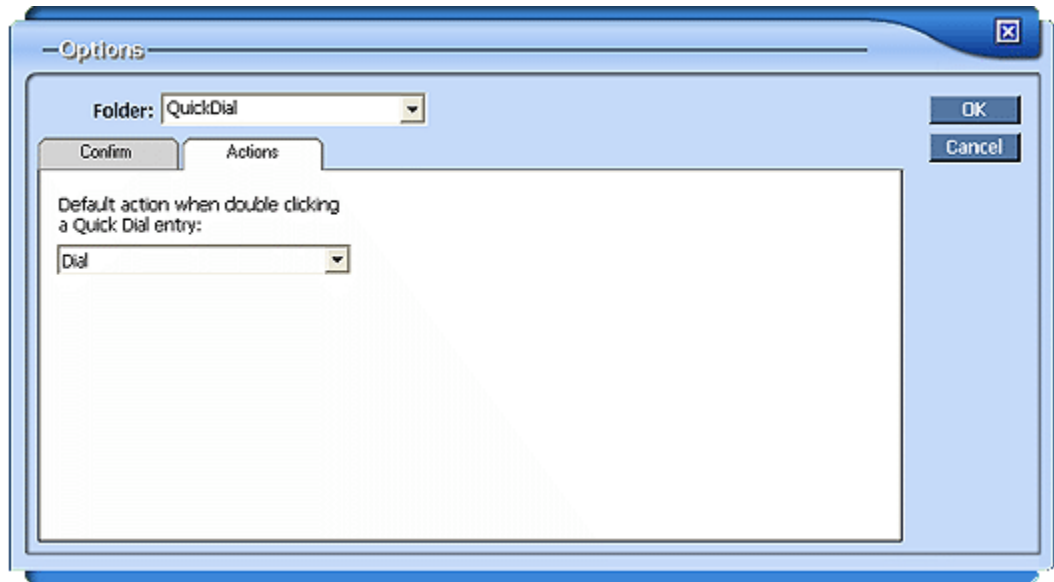 Options
Folder: QuickDial
OK
Cancel
Confirm Actions
Default action when double clicking
a Quick Dial entry:
Dial